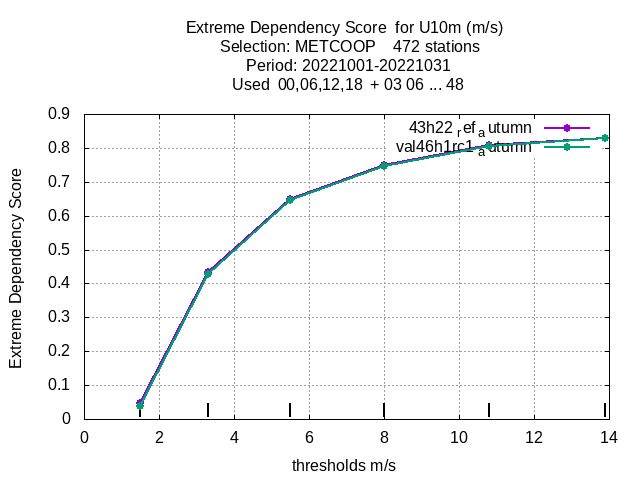 Extreme Dependency Score  for U10m (m/s)
Selection: METCOOP    472 stations
Period: 20221001-20221031
Used  00,06,12,18  + 03 06 ... 48
43h22 ref autumn
val46h1rc1 autumn
Extreme Dependency Score
0.9
0.8
0.7
0.6
0.5
0.4
0.3
0.2
0.1
0
0 2 4 6 8 10 12 14
thresholds m/s